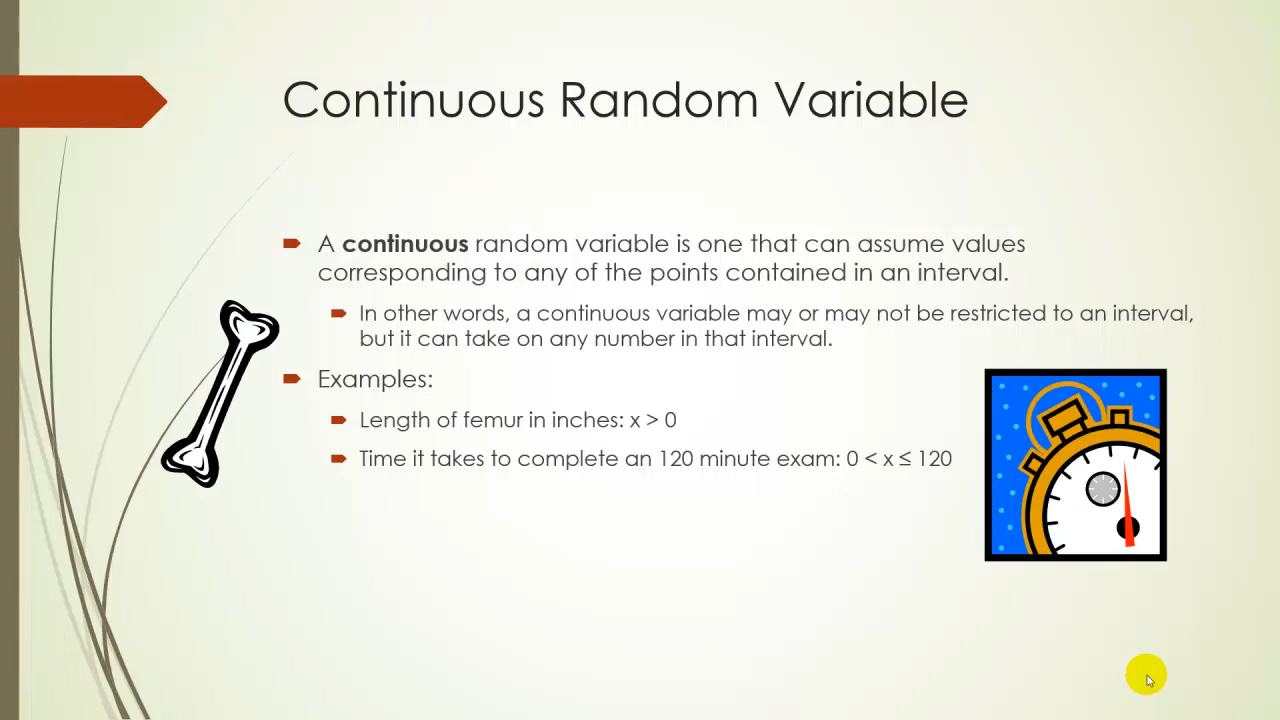 Continuous Random Variable
A continuous random variable is one that can assume values
corresponding to any of the points contained in an interval.
In other words, a continuous variable may or may not be restricted to an interval,
but it can take on any number in that interval.
Examples:
Length of femur in inches: x > 0
Time it takes to complete an 120 minute exam: 0 < x ≤ 120